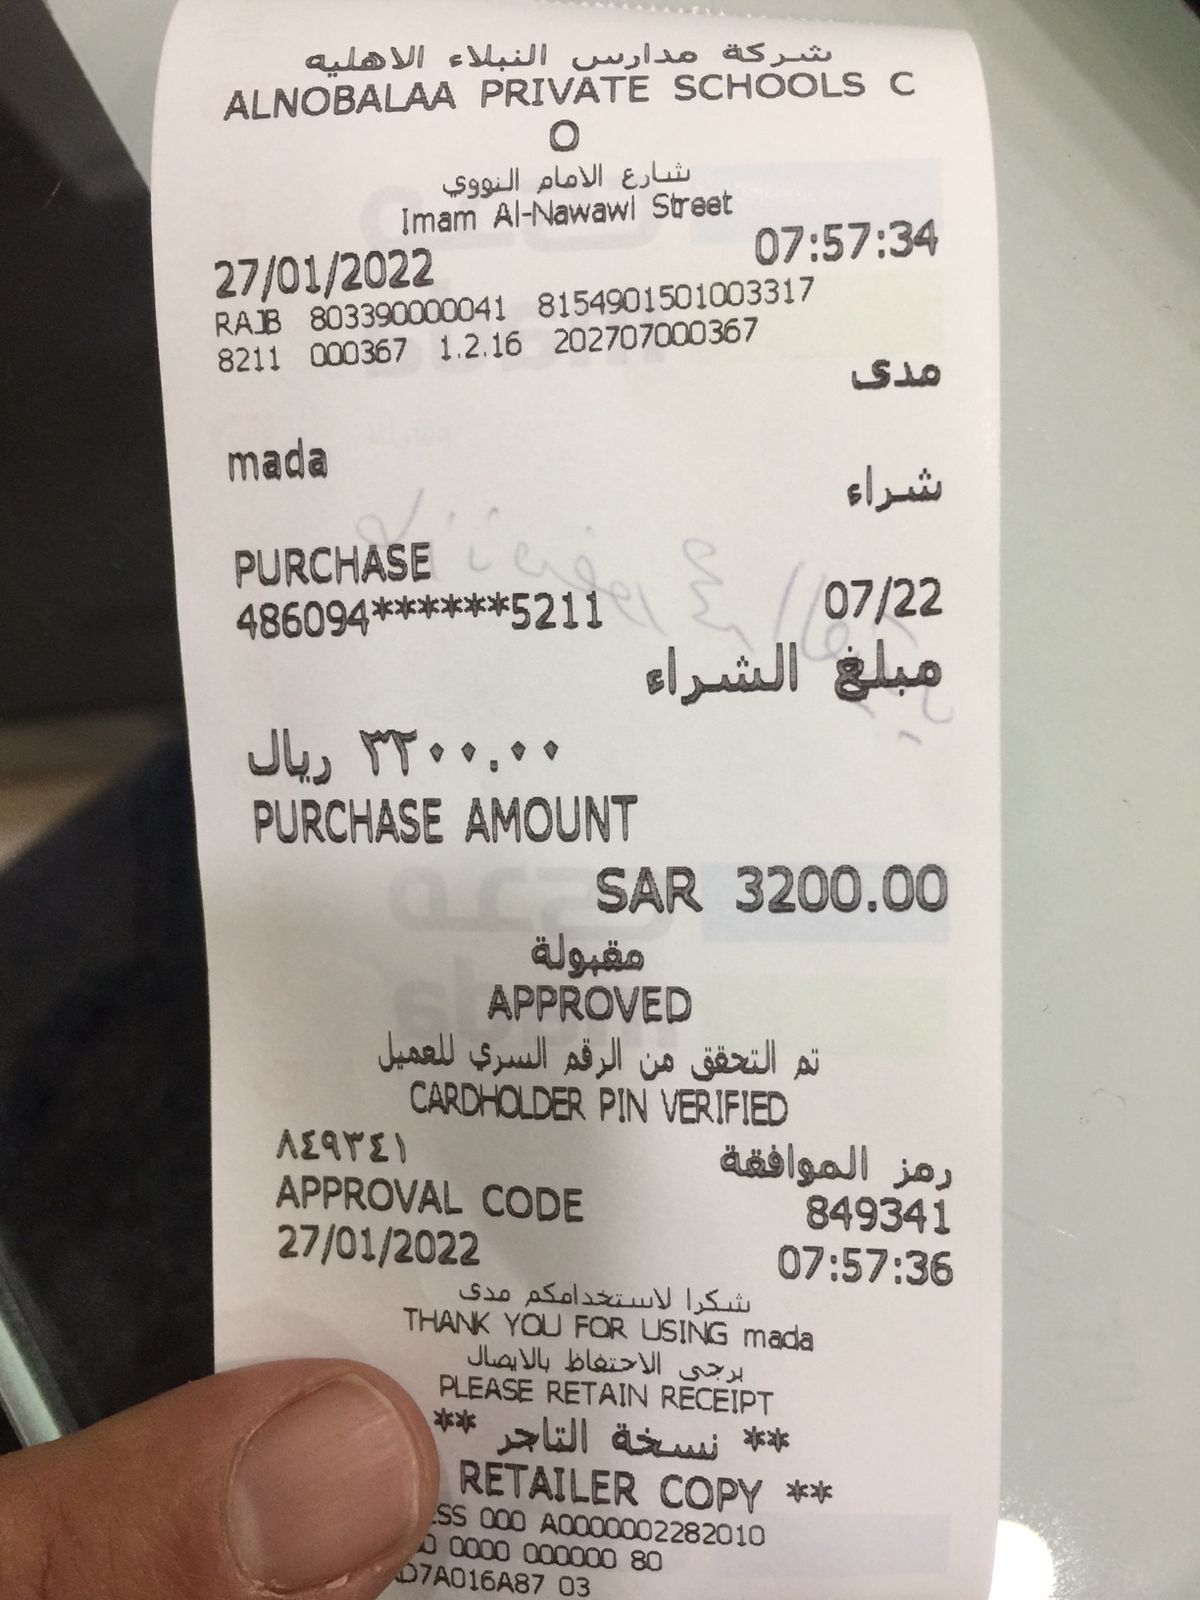 شركة مدارس النبلاء الاهليه
ALNOBALAA PRIVATE SCHOOLS C
O
شارع الامام النووي
Imam Al-Nawawl Street
27/01/2022 07:57:34
RAJB 803390000041 8154901501003317
8211 000367 1.2.16 202707000367
مدى
mada
شراء
PURCHASE
486094******5211 07/22
مبلغ الشراء
٣٢٠٠.٠٠ ريال
PURCHASE AMOUNT
SAR 3200.00
مقبولة
APPROVED
تم التحقق من الرقم السري للعميل
CARDHOLDER PIN VERIFIED
رمز الموافقة ٨٤٩٣٤١
APPROVAL CODE 849341
27/01/2022 07:57:36
شكرا لاستخدامكم مدى
THANK YOU FOR USING mada
يرجى الاحتفاظ بالايصال
PLEASE RETAIN RECEIPT
** نسخة التاجر **
RETAILER COPY **
000 A0000002282010
0000 000000 80
03